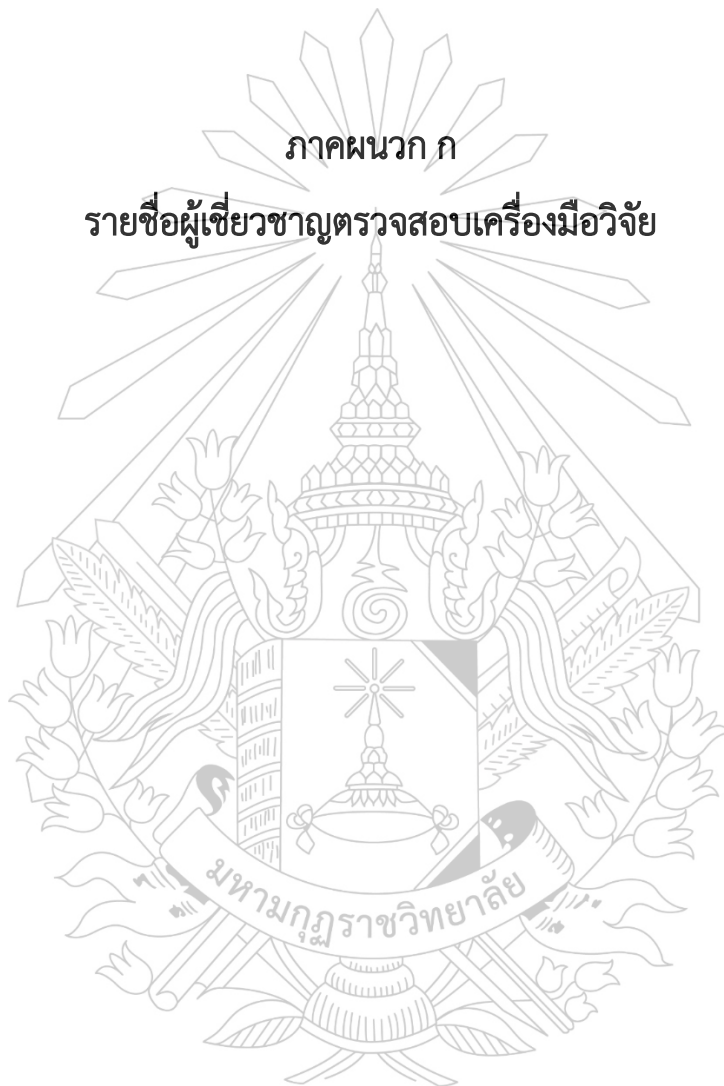 ภาคผนวก ก
รายชื่อผู้เชี่ยวชาญตรวจสอบเครื่องมือวิจัย
มหามกุฏราชวิทยาลัย